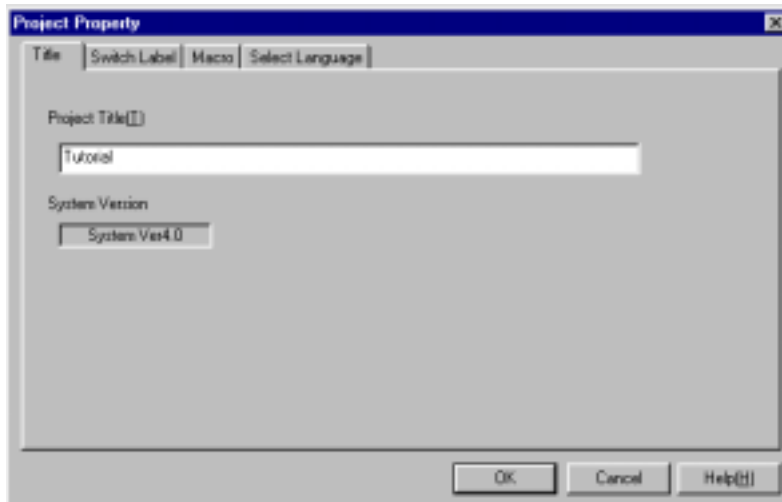 Project Property
Title Switch Label Macro Select Language
Project Title[T]
Tutorial
System Version
System Ver4.0
OK Cancel Help[H]